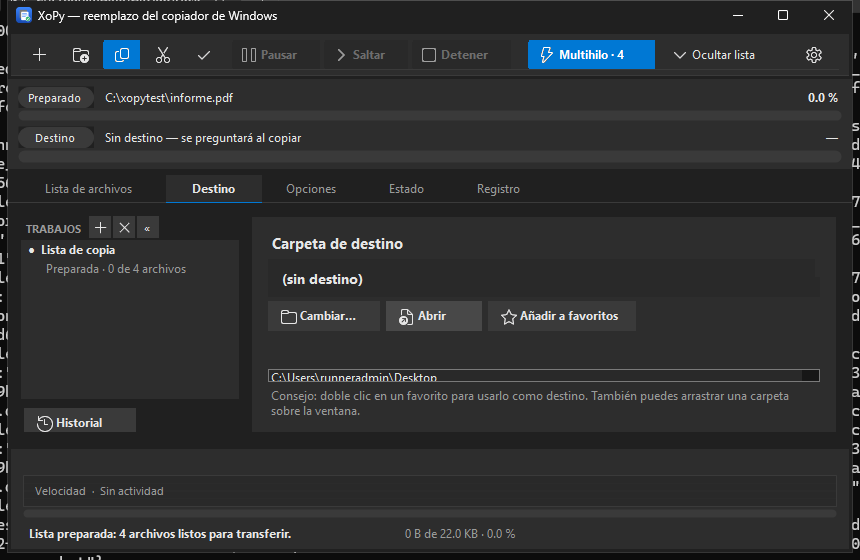 XoPy — reemplazo del copiador de Windows
Pausar
Saltar
Detener
Multihilo · 4
Ocultar lista
Preparado
C:\xopytest\informe.pdf
0.0 %
Destino
Sin destino — se preguntará al copiar
—
Lista de archivos
Destino
Opciones
Estado
Registro
TRABAJOS
«
Lista de copia
Preparada · 0 de 4 archivos
Historial
Carpeta de destino
(sin destino)
Cambiar...
Abrir
Añadir a favoritos
C:\Users\runneradmin\Desktop
Consejo: doble clic en un favorito para usarlo como destino. También puedes arrastrar una carpeta
sobre la ventana.
Velocidad · Sin actividad
Lista preparada: 4 archivos listos para transferir.
0 B de 22.0 KB · 0.0 %